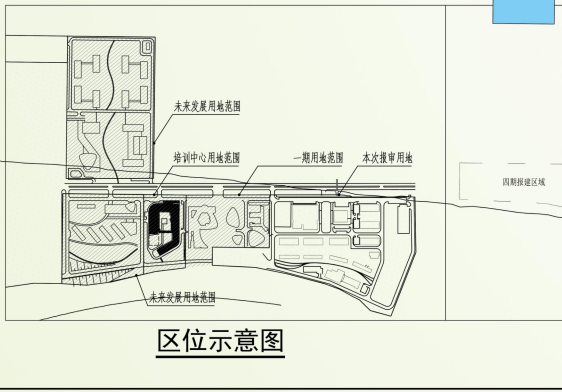 未来发展用地范围
培训中心用地范围
一期用地范围
本次报审用地
四期报建区域
未来发展用地范围
区位示意图